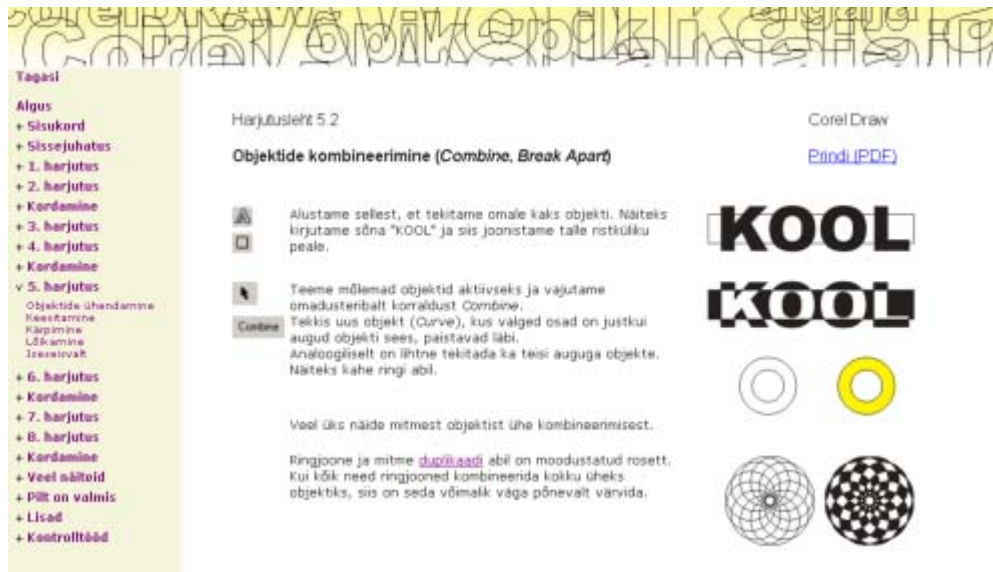 Tagasi
Algus
+ Sisukord
+ Sissejuhatus
+ 1. harjutus
+ 2. harjutus
+ Kordamine
+ 3. harjutus
+ 4. harjutus
+ Kordamine
v 5. harjutus
Objektide ühendamine
Keevitamine
Kärpimine
Lõikamine
Iseseisvalt
+ 6. harjutus
+ Kordamine
+ 7. harjutus
+ 8. harjutus
+ Kordamine
+ Veel näiteid
+ Pilt on valmis
+ Lisad
+ Kontrolltööd
Harjutusleht 5.2
Corel Draw
Objektide kombineerimine (Combine, Break Apart)
Prindi (PDF)
Alustame sellest, et tekitame omale kaks objekti. Näiteks
kirjutame sõna "KOOL" ja siis joonistame talle ristküliku
peale.
KOOL
Teeme mõlemad objektid aktiivseks ja vajutame
omadusteribalt korraldust Combine.
Combine
Tekkis uus objekt (Curve), kus valged osad on justkui
augud objekti sees, paistavad läbi.
Analoogiliselt on lihtne tekitada ka teisi auguga objekte.
Näiteks kahe ringi abil.
KOOL
Veel üks näide mitmest objektist ühe kombineerimisest.
Ringjoone ja mitme duplikaadi abil on moodustatud rosett.
Kui kõik need ringjooned kombineerida kokku üheks
objektiks, siis on seda võimalik väga põnevalt värvida.